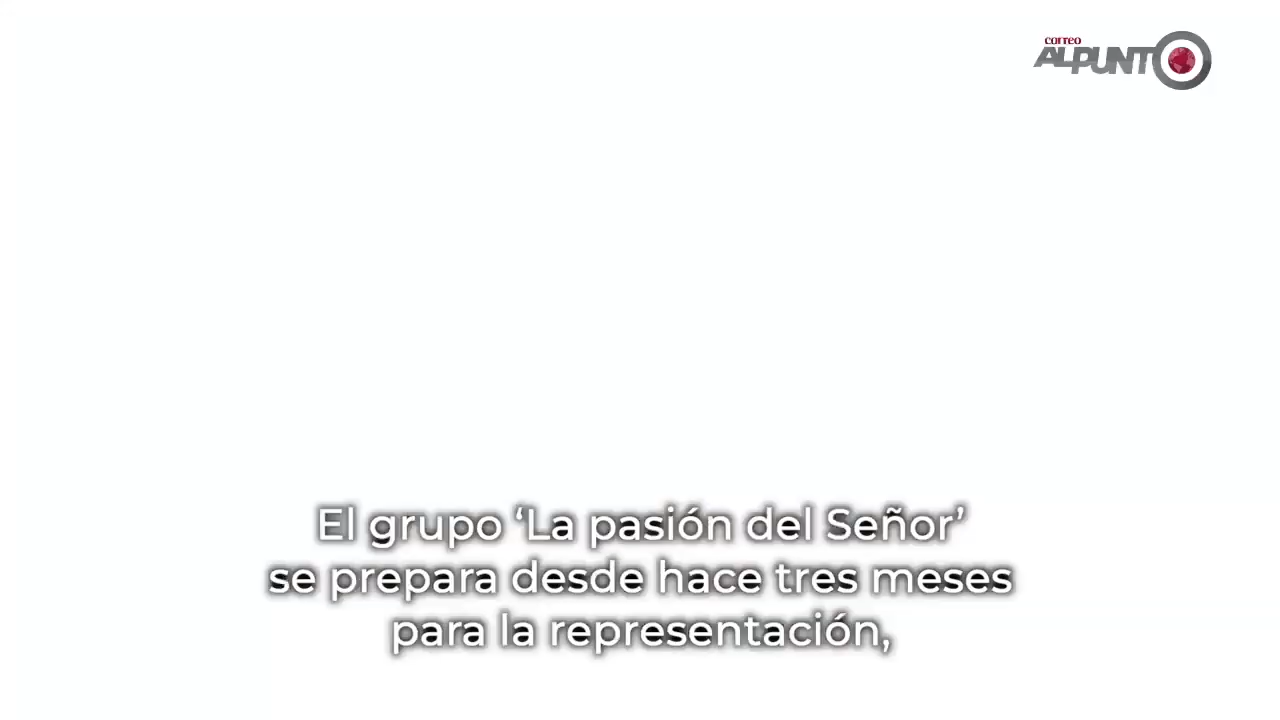 correo
ALPUNTO
El grupo ‘La pasión del Señor’
se prepara desde hace tres meses
para la representación,